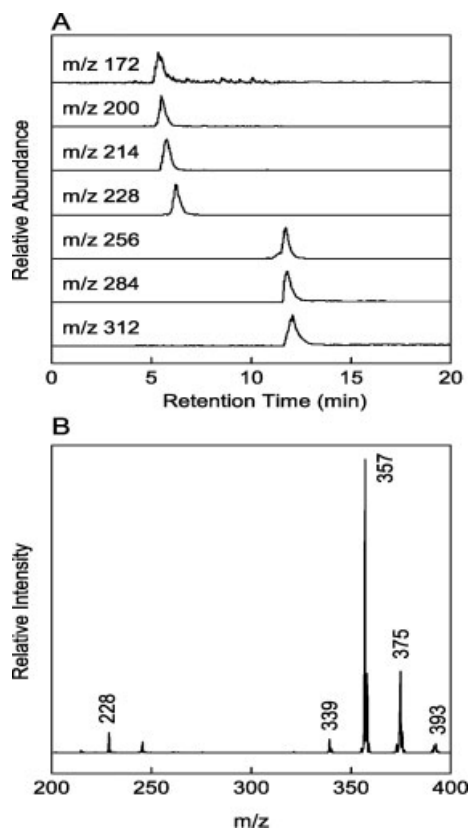 A
Relative Abundance
m/z 172
m/z 200
m/z 214
m/z 228
m/z 256
m/z 284
m/z 312
0 5 10 15 20
Retention Time (min)
B
Relative Intensity
357
375
228
339
393
200 250 300 350 400
m/z